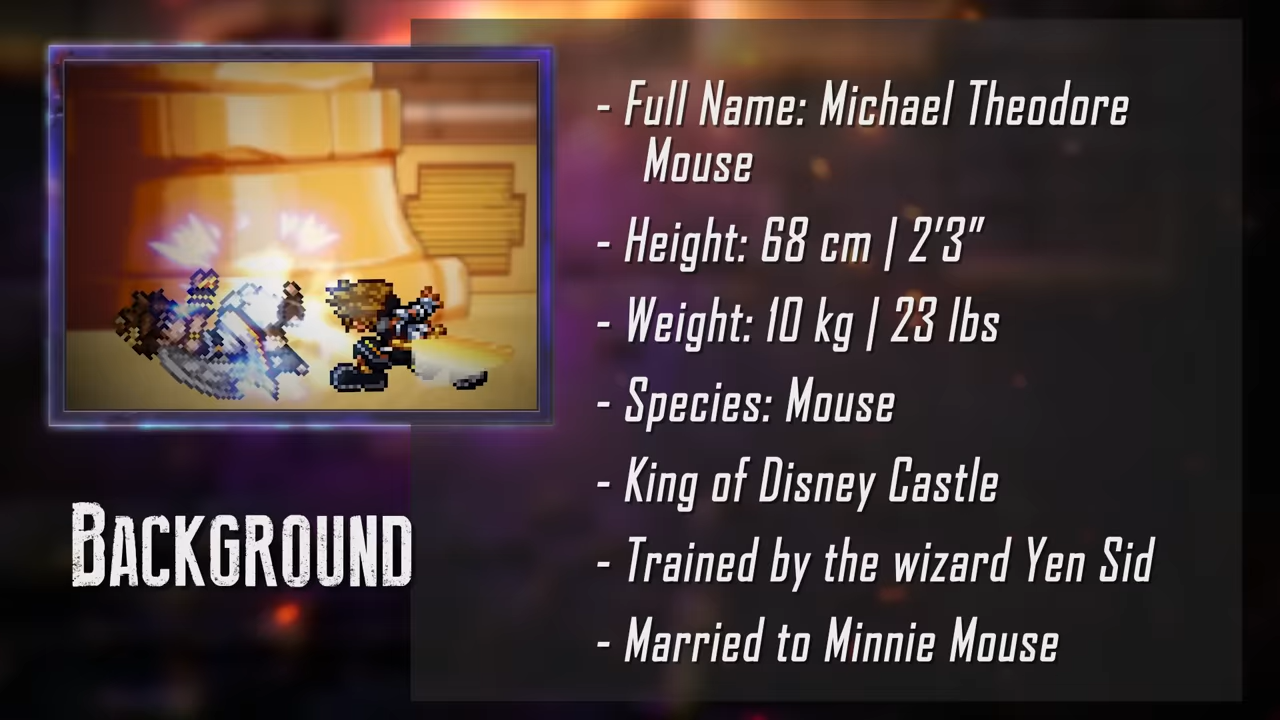 - Full Name: Michael Theodore
Mouse
- Height: 68 cm | 2'3"
- Weight: 10 kg | 23 lbs
- Species: Mouse
- King of Disney Castle
- Trained by the wizard Yen Sid
- Married to Minnie Mouse
Background